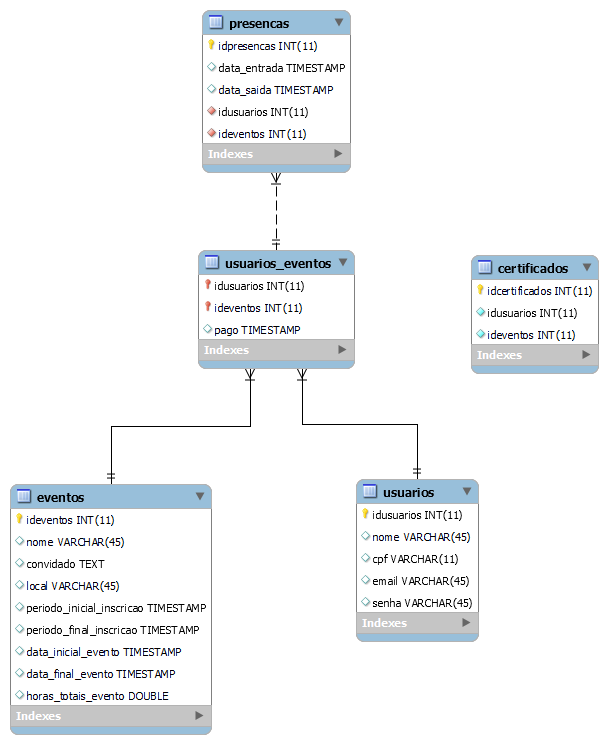 presencas
idpresencas INT(11)
data_entrada TIMESTAMP
data_saida TIMESTAMP
idusuarios INT(11)
ideventos INT(11)
Indexes
usuarios_eventos
idusuarios INT(11)
ideventos INT(11)
pago TIMESTAMP
Indexes
certificados
idcertificados INT(11)
idusuarios INT(11)
ideventos INT(11)
Indexes
eventos
ideventos INT(11)
nome VARCHAR(45)
convidado TEXT
local VARCHAR(45)
periodo_inicial_inscricao TIMESTAMP
periodo_final_inscricao TIMESTAMP
data_inicial_evento TIMESTAMP
data_final_evento TIMESTAMP
horas_totais_evento DOUBLE
Indexes
usuarios
idusuarios INT(11)
nome VARCHAR(45)
cpf VARCHAR(11)
email VARCHAR(45)
senha VARCHAR(45)
Indexes